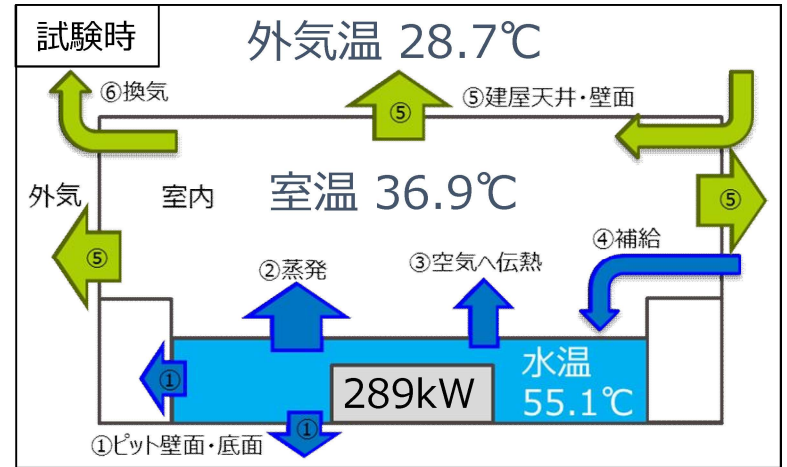 試験時
外気温 28.7℃
⑥換気
⑤
⑤建屋天井・壁面
外気
室内
室温 36.9℃
⑤
⑤
②蒸発
③空気へ伝熱
④補給
①
289kW
水温
55.1℃
①ピット壁面・底面
①